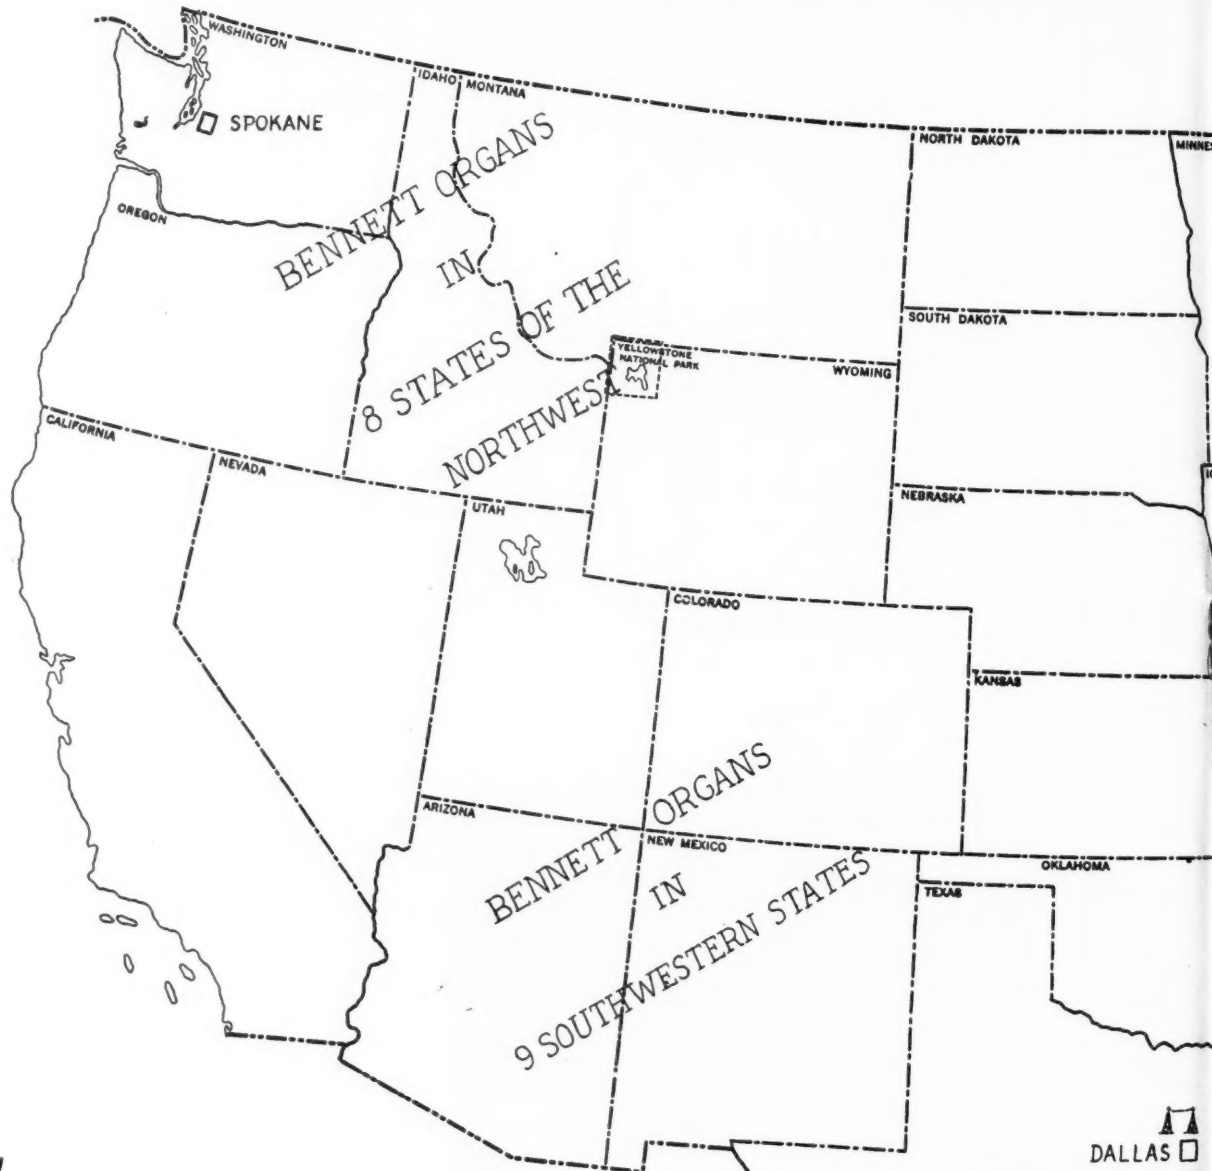 WASHINGTON
IDAHO
MONTANA
SPOKANE
NORTH DAKOTA
OREGON
BENNETT ORGANS
IN
8 STATES OF THE
NORTHWEST
SOUTH DAKOTA
YELLOWSTONE
NATIONAL PARK
WYOMING
CALIFORNIA
NEVADA
UTAH
NEBRASKA
COLORADO
KANSAS
ARIZONA
NEW MEXICO
OKLAHOMA
TEXAS
BENNETT ORGANS
IN
9 SOUTHWESTERN STATES
DALLAS